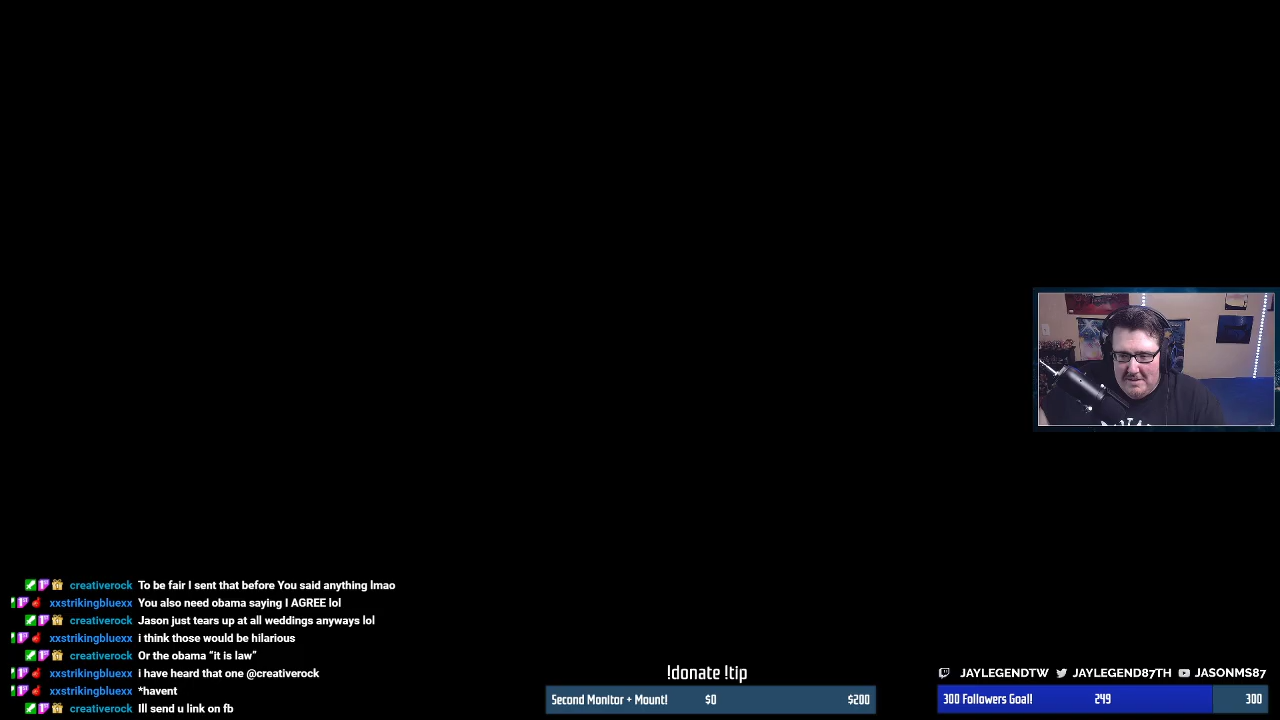 creativerock To be fair I sent that before You said anything lmao
xxstrikingbluexx You also need obama saying I AGREE lol
creativerock Jason just tears up at all weddings anyways lol
xxstrikingbluexx i think those would be hilarious
creativerock Or the obama “it is law”
xxstrikingbluexx i have heard that one @creativerock
xxstrikingbluexx *havent
creativerock Ill send u link on fb
!donate !tip
Second Monitor + Mount! $0 $200
JAYLEGENDTW JAYLEGEND87TH JASONMS87
300 Followers Goal! 249 300